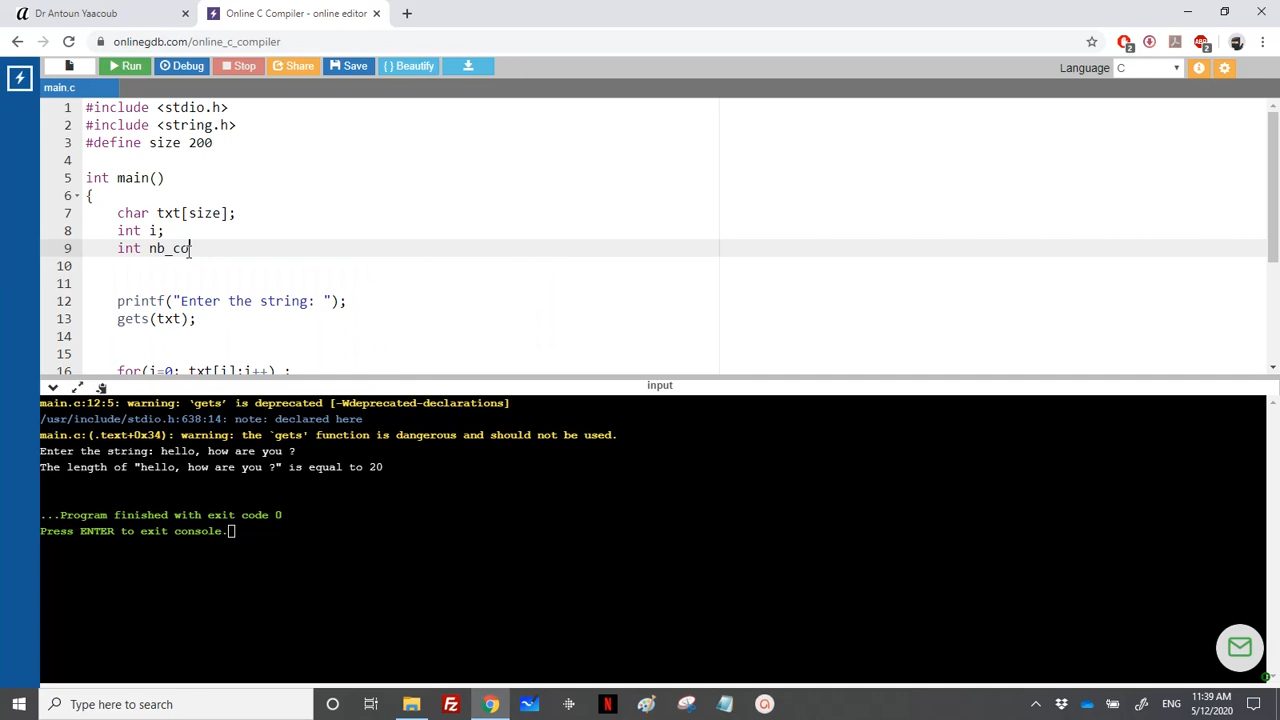 Dr Antoun Yaacoub
Online C Compiler - online editor
onlinegdb.com/online_c_compiler
Run
Debug
Stop
Share
Save
{ } Beautify
Language
C
main.c
1 #include <stdio.h>
2 #include <string.h>
3 #define size 200
4
5 int main()
6 {
7 char txt[size];
8 int i;
9 int nb_co
10
11
12 printf("Enter the string: ");
13 gets(txt);
14
15
16 for(i=0; txt[i];i++) ;
input
main.c:12:5: warning: ‘gets’ is deprecated [-Wdeprecated-declarations]
/usr/include/stdio.h:638:14: note: declared here
main.c:(.text+0x34): warning: the `gets' function is dangerous and should not be used.
Enter the string: hello, how are you ?
The length of "hello, how are you ?" is equal to 20
...Program finished with exit code 0
Press ENTER to exit console.
Type here to search
ENG
11:39 AM
5/12/2020